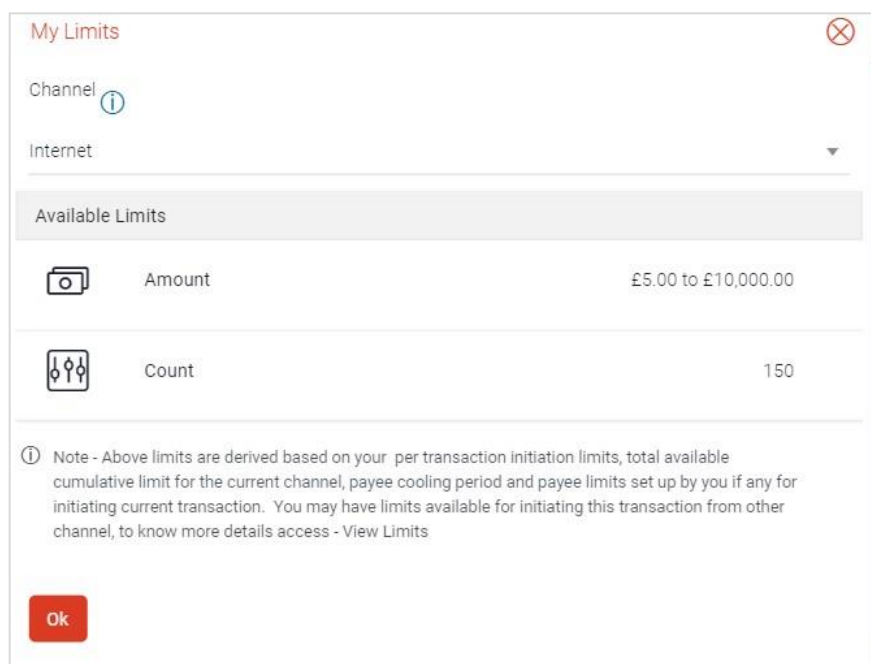 My Limits
Channel
Internet
Available Limits
Amount £5.00 to £10,000.00
Count 150
Note - Above limits are derived based on your per transaction initiation limits, total available
cumulative limit for the current channel, payee cooling period and payee limits set up by you if any for
initiating current transaction. You may have limits available for initiating this transaction from other
channel, to know more details access - View Limits
Ok